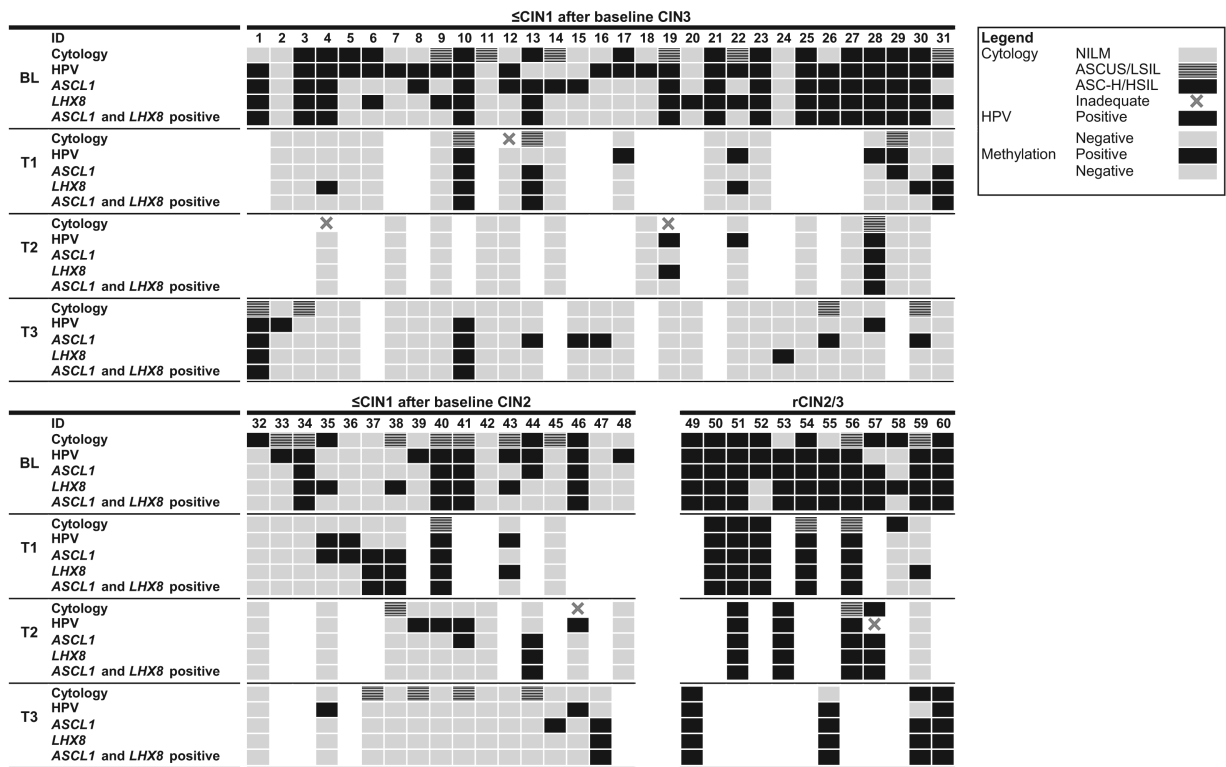 ≤CIN1 after baseline CIN3
ID 1 2 3 4 5 6 7 8 9 10 11 12 13 14 15 16 17 18 19 20 21 22 23 24 25 26 27 28 29 30 31
BL
Cytology
HPV
ASCL1
LHX8
ASCL1 and LHX8 positive
T1
Cytology
HPV
ASCL1
LHX8
ASCL1 and LHX8 positive
T2
Cytology
HPV
ASCL1
LHX8
ASCL1 and LHX8 positive
T3
Cytology
HPV
ASCL1
LHX8
ASCL1 and LHX8 positive
Legend
Cytology NILM
ASCUS/LSIL
ASC-H/HSIL
Inadequate
HPV Positive
Negative
Methylation Positive
Negative
≤CIN1 after baseline CIN2 rCIN2/3
ID 32 33 34 35 36 37 38 39 40 41 42 43 44 45 46 47 48 49 50 51 52 53 54 55 56 57 58 59 60
BL
Cytology
HPV
ASCL1
LHX8
ASCL1 and LHX8 positive
T1
Cytology
HPV
ASCL1
LHX8
ASCL1 and LHX8 positive
T2
Cytology
HPV
ASCL1
LHX8
ASCL1 and LHX8 positive
T3
Cytology
HPV
ASCL1
LHX8
ASCL1 and LHX8 positive